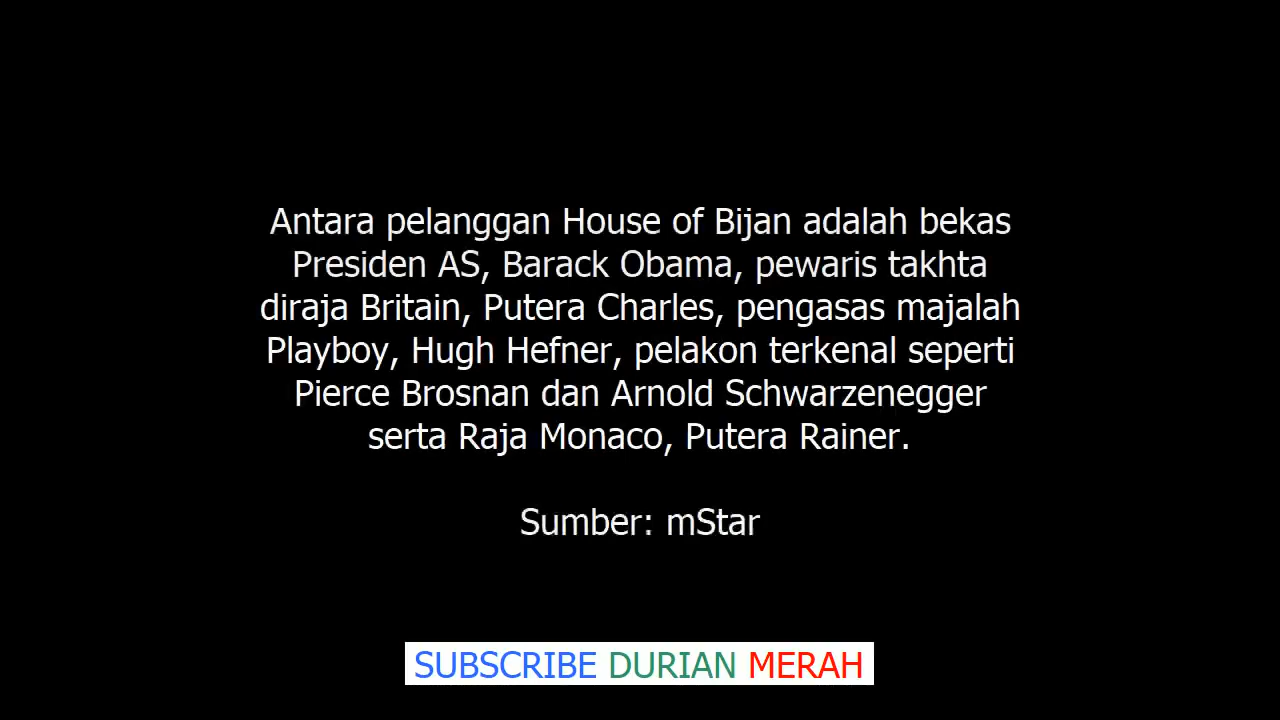 Antara pelanggan House of Bijan adalah bekas
Presiden AS, Barack Obama, pewaris takhta
diraja Britain, Putera Charles, pengasas majalah
Playboy, Hugh Hefner, pelakon terkenal seperti
Pierce Brosnan dan Arnold Schwarzenegger
serta Raja Monaco, Putera Rainer.
Sumber: mStar
SUBSCRIBE DURIAN MERAH